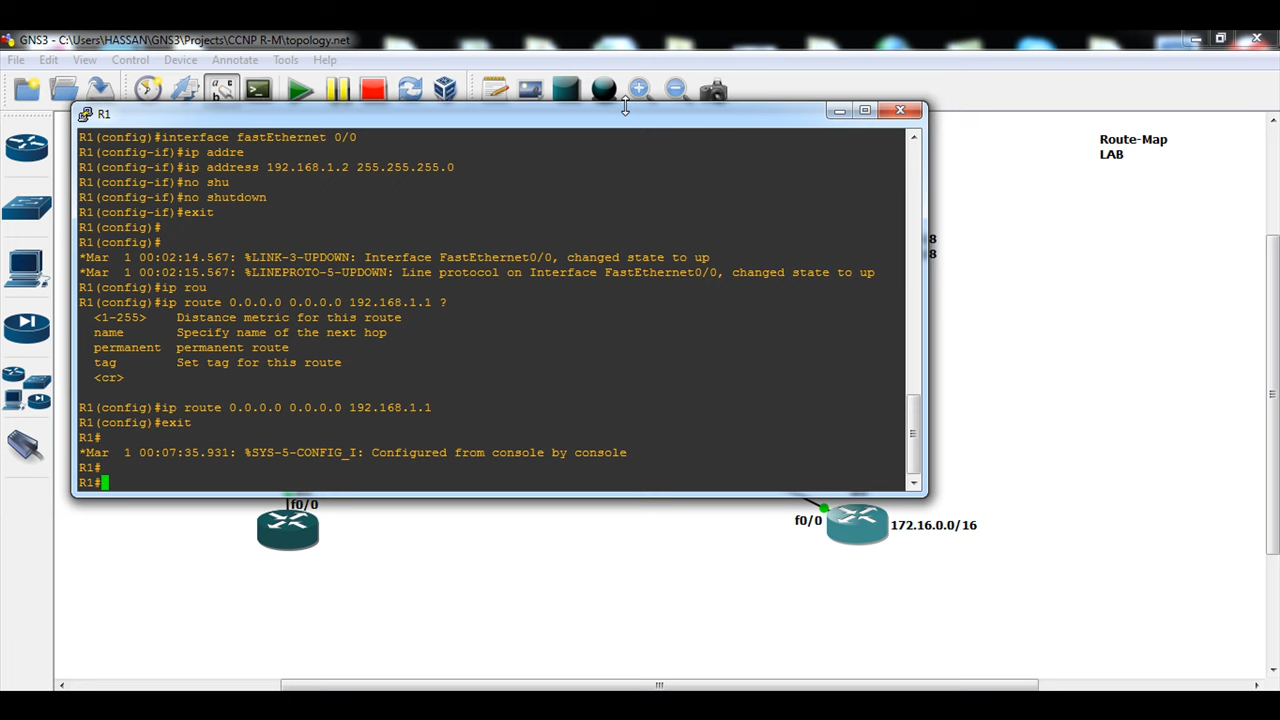 GNS3 - C:\Users\HASSAN\GNS3\Projects\CCNP R-M\topology.net
File Edit View Control Device Annotate Tools Help
R1
R1(config)#interface fastEthernet 0/0
R1(config-if)#ip addre
R1(config-if)#ip address 192.168.1.2 255.255.255.0
R1(config-if)#no shu
R1(config-if)#no shutdown
R1(config-if)#exit
R1(config)#
R1(config)#
*Mar  1 00:02:14.567: %LINK-3-UPDOWN: Interface FastEthernet0/0, changed state to up
*Mar  1 00:02:15.567: %LINEPROTO-5-UPDOWN: Line protocol on Interface FastEthernet0/0, changed state to up
R1(config)#ip rou
R1(config)#ip route 0.0.0.0 0.0.0.0 192.168.1.1 ?
<1-255>    Distance metric for this route
name       Specify name of the next hop
permanent  permanent route
tag        Set tag for this route
<cr>
R1(config)#ip route 0.0.0.0 0.0.0.0 192.168.1.1
R1(config)#exit
R1#
*Mar  1 00:07:35.931: %SYS-5-CONFIG_I: Configured from console by console
R1#
R1#
Route-Map
LAB
8
8
f0/0
f0/0
172.16.0.0/16